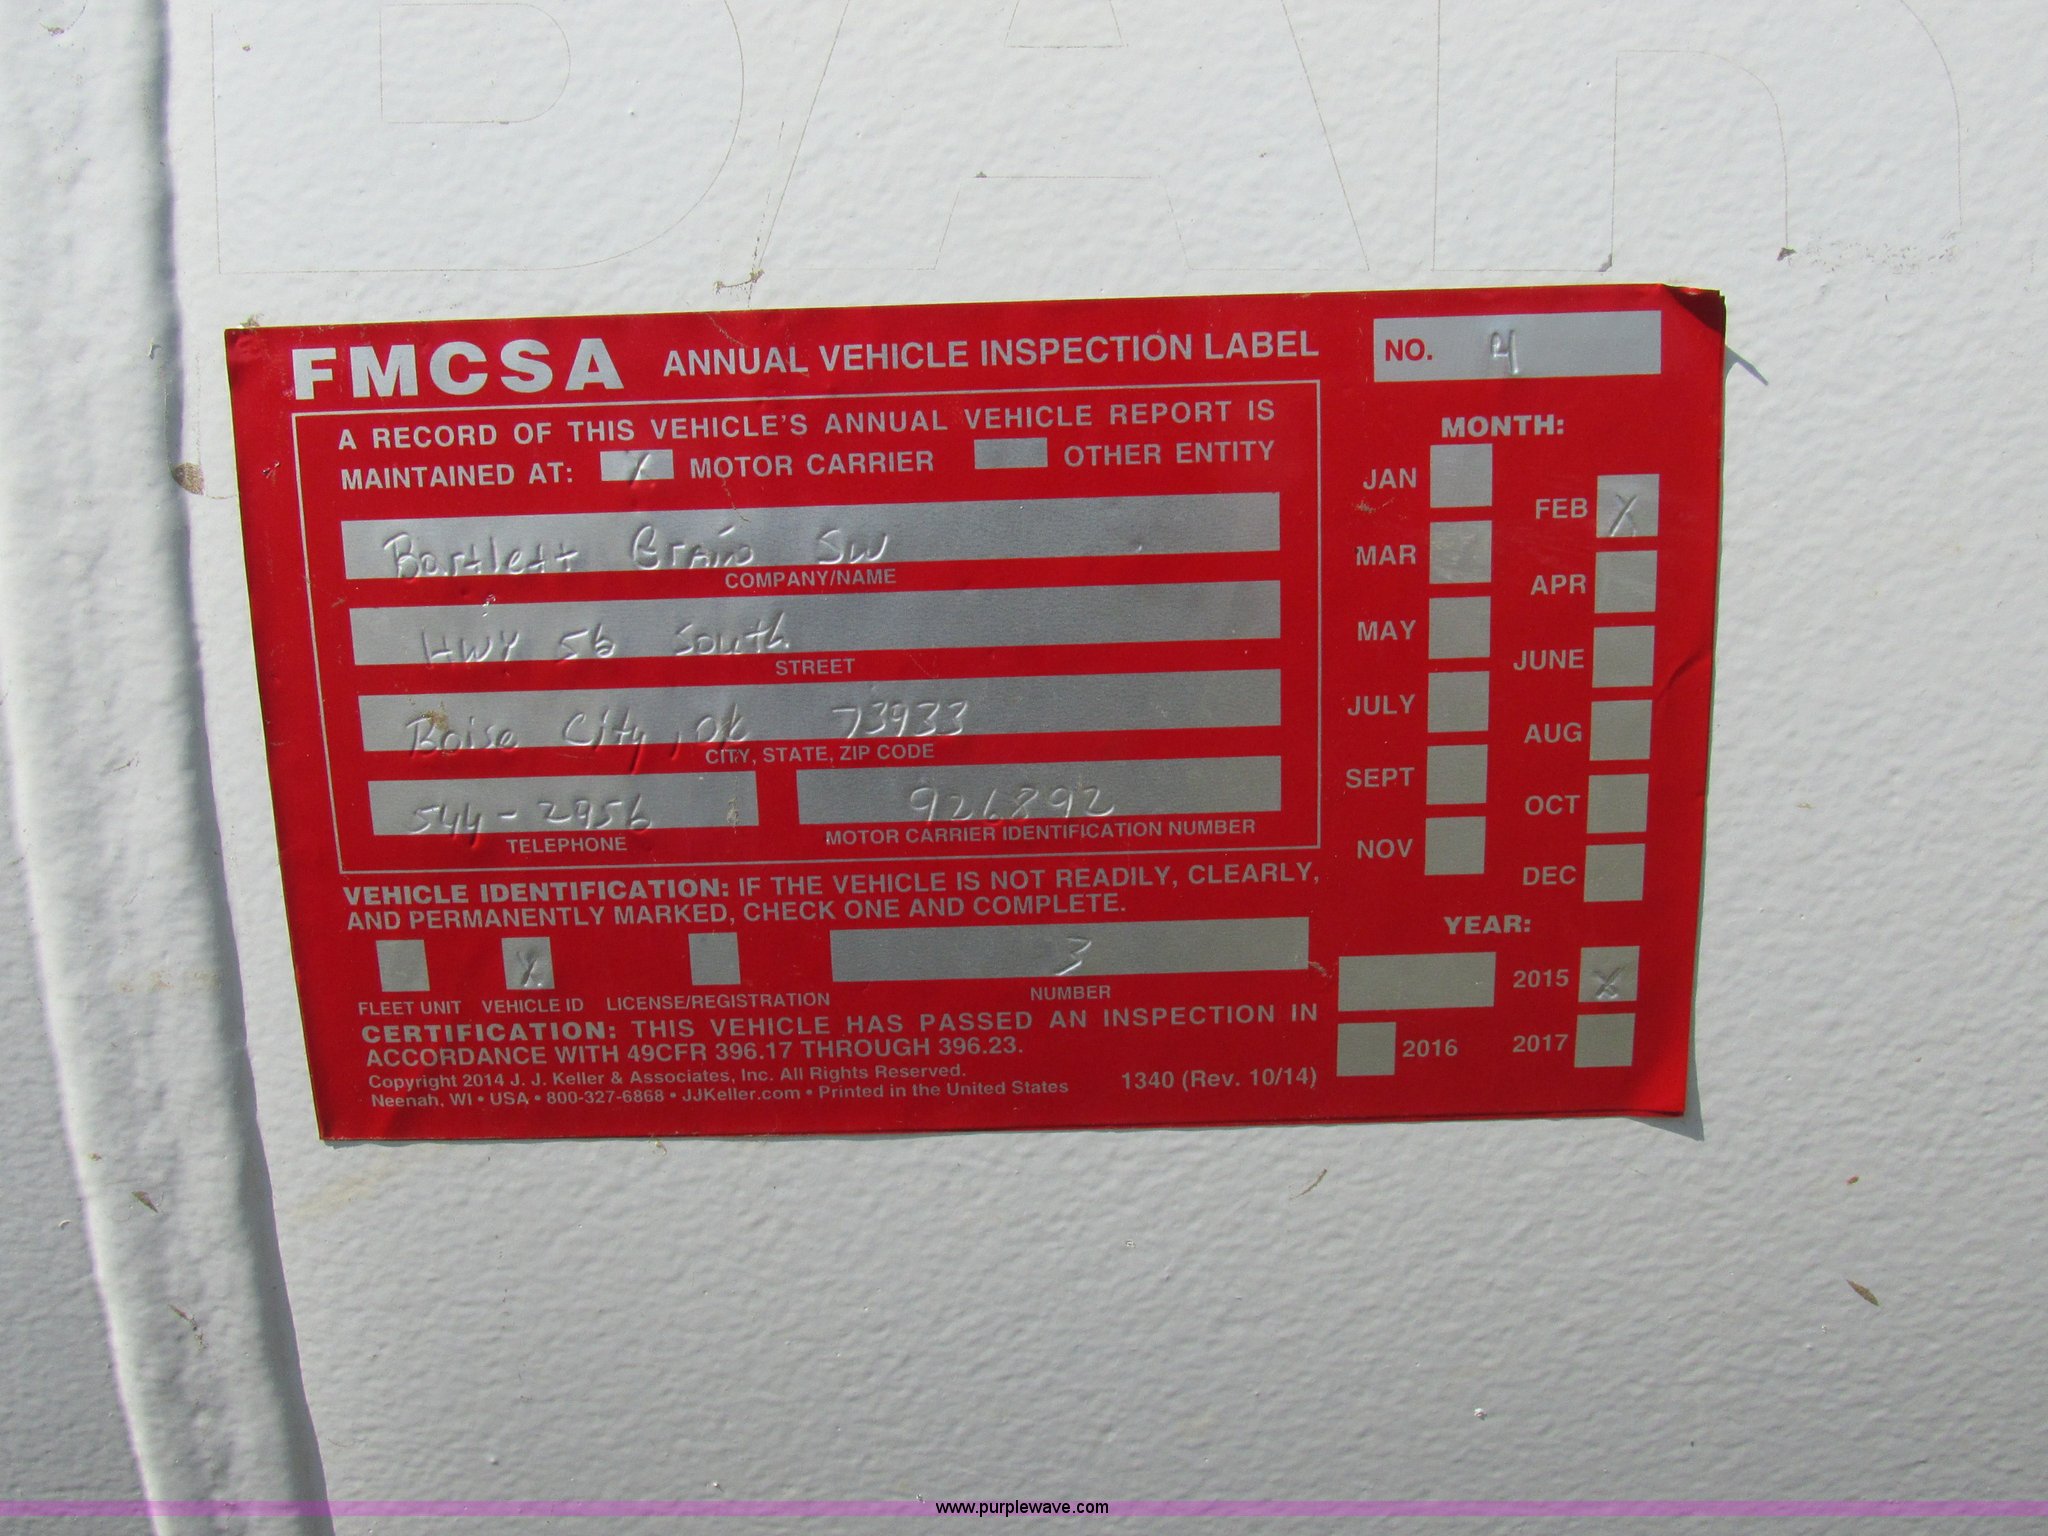 FMCSA ANNUAL VEHICLE INSPECTION LABEL
NO. 4
A RECORD OF THIS VEHICLE'S ANNUAL VEHICLE REPORT IS
MAINTAINED AT: X MOTOR CARRIER OTHER ENTITY
Bartlett Grain SW
COMPANY/NAME
HWY 56 South
STREET
Boise City, OK 73933
CITY, STATE, ZIP CODE
544-2956 926892
TELEPHONE MOTOR CARRIER IDENTIFICATION NUMBER
VEHICLE IDENTIFICATION: IF THE VEHICLE IS NOT READILY, CLEARLY,
AND PERMANENTLY MARKED, CHECK ONE AND COMPLETE.
X 3
FLEET UNIT VEHICLE ID LICENSE/REGISTRATION NUMBER
CERTIFICATION: THIS VEHICLE HAS PASSED AN INSPECTION IN
ACCORDANCE WITH 49CFR 396.17 THROUGH 396.23.
Copyright 2014 J. J. Keller & Associates, Inc. All Rights Reserved.
Neenah, WI • USA • 800-327-6868 • JJKeller.com • Printed in the United States
1340 (Rev. 10/14)
MONTH:
JAN
FEB X
MAR
APR
MAY
JUNE
JULY
AUG
SEPT
OCT
NOV
DEC
YEAR:
2015 X
2016 2017
www.purplewave.com